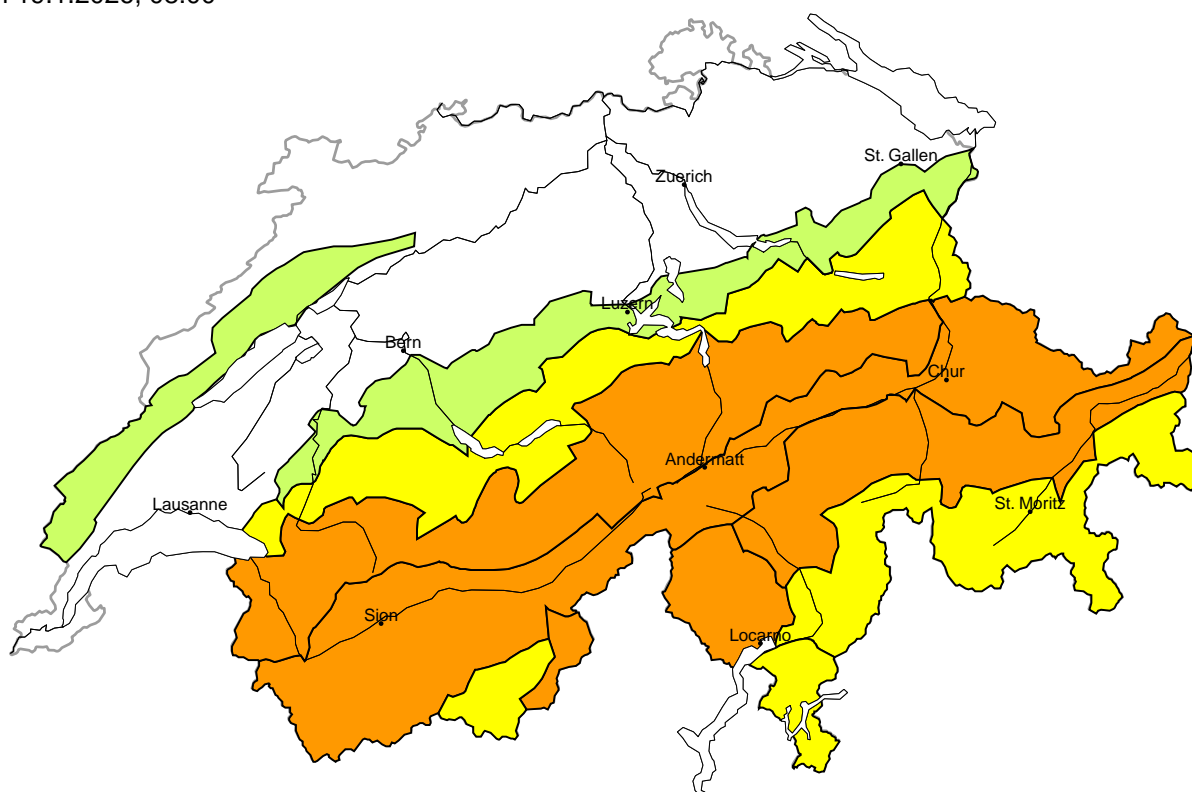 St. Gallen
Zuerich
Luzern
Bern
Chur
Andermatt
Lausanne
St. Moritz
Sion
Locarno